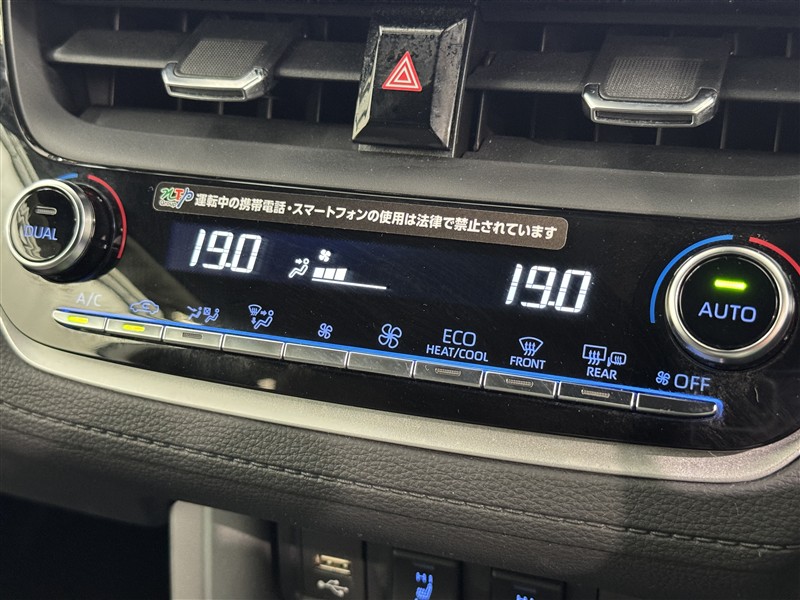 運転中の携帯電話・スマートフォンの使用は法律で禁止されています
DUAL
19.0
19.0
AUTO
A/C
ECO
HEAT/COOL
FRONT
REAR
OFF